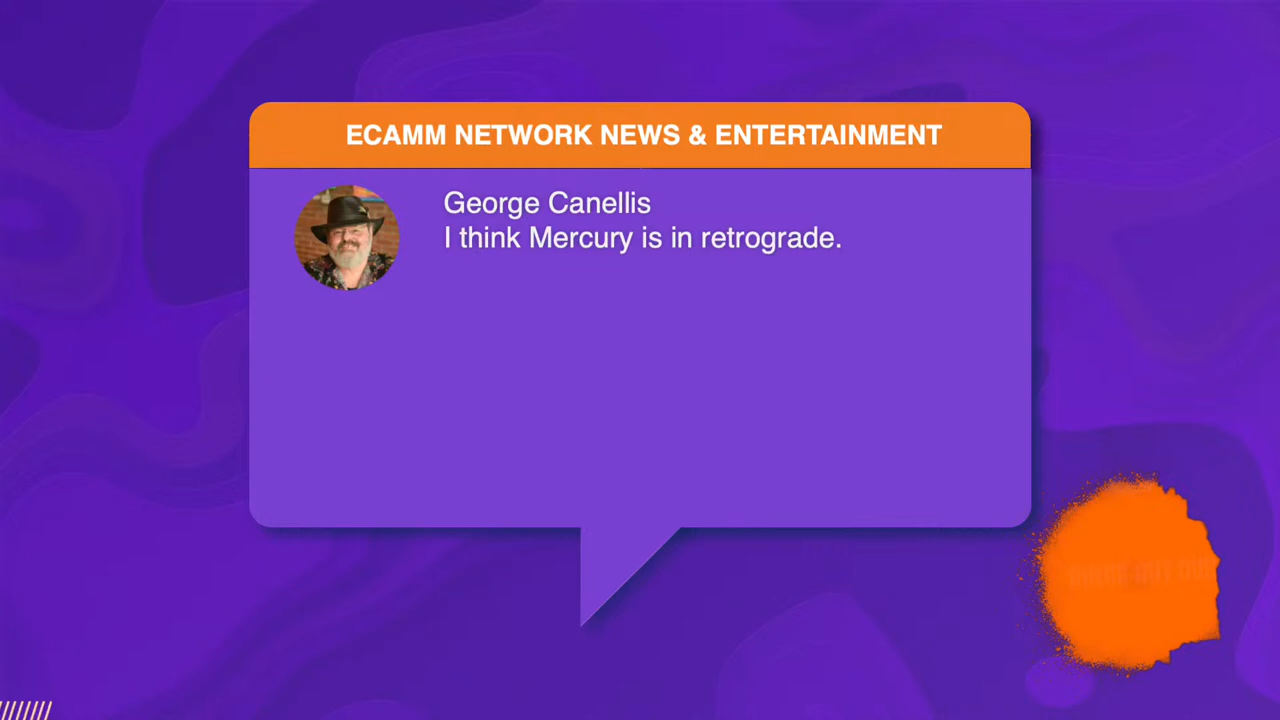 ECAMM NETWORK NEWS & ENTERTAINMENT
George Canellis
I think Mercury is in retrograde.